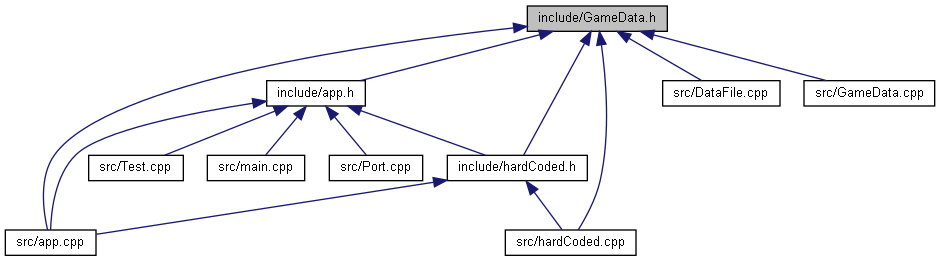 include/GameData.h
include/app.h
src/DataFile.cpp
src/GameData.cpp
src/Test.cpp
src/main.cpp
src/Port.cpp
include/hardCoded.h
src/app.cpp
src/hardCoded.cpp